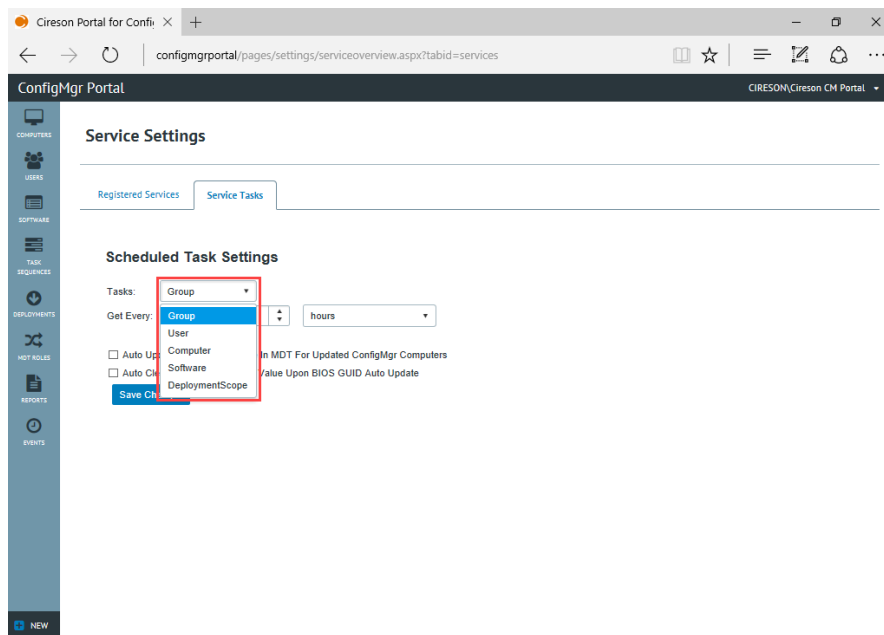 Cireson Portal for Config
configmgrportal/pages/settings/serviceoverview.aspx?tabid=services
ConfigMgr Portal
CIRESON\Cireson CM Portal
COMPUTERS
USERS
SOFTWARE
TASK
SEQUENCES
DEPLOYMENTS
MDT ROLES
REPORTS
EVENTS
NEW
Service Settings
Registered Services
Service Tasks
Scheduled Task Settings
Tasks: Group
Get Every: hours
Group
User
Computer
Software
DeploymentScope
Auto Up In MDT For Updated ConfigMgr Computers
Auto Cle Value Upon BIOS GUID Auto Update
Save Ch